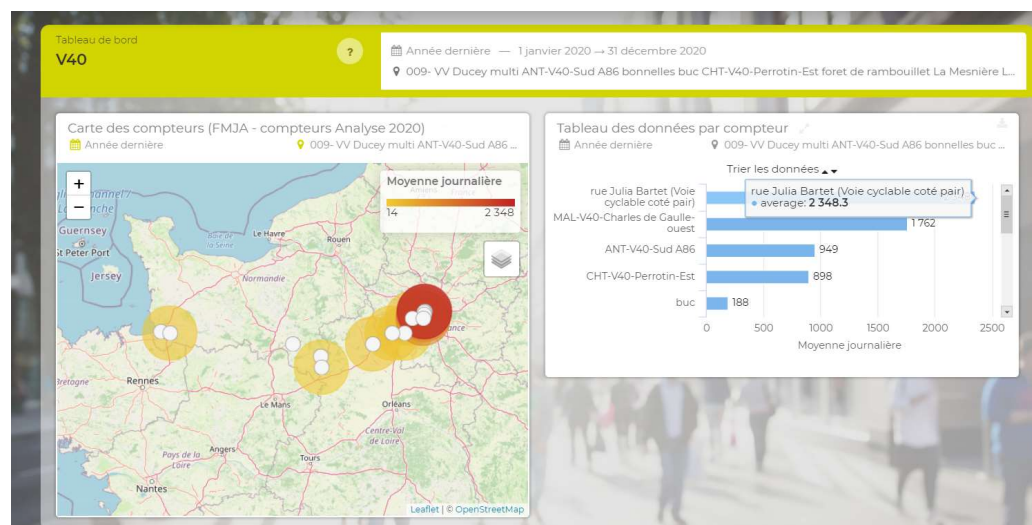 Tableau de bord
V40
?
Année dernière — 1 janvier 2020 → 31 décembre 2020
009- VV Ducey multi ANT-V40-Sud A86 bonnelles buc CHT-V40-Perrotin-Est foret de rambouillet La Mesnière L...
Carte des compteurs (FMJA - compteurs Analyse 2020)
Année dernière 009- VV Ducey multi ANT-V40-Sud A86 ...
+
−
Moyenne journalière
14 2 348
Guernsey
St Peter Port
Jersey
Baie de la Seine
Le Havre
Rouen
Normandie
Bretagne
Rennes
Le Mans
Orléans
Centre-Val de Loire
Pays de la Loire
Angers
Tours
Nantes
Leaflet | © OpenStreetMap
Tableau des données par compteur
Année dernière 009- VV Ducey multi ANT-V40-Sud A86 bonnelles buc ...
Trier les données
rue Julia Bartet (Voie cyclable coté pair)
average: 2 348.3
rue Julia Bartet (Voie
cyclable coté pair)
MAL-V40-Charles de Gaulle-
ouest
1 762
ANT-V40-Sud A86 949
CHT-V40-Perrotin-Est 898
buc 188
0 500 1000 1500 2000 2500
Moyenne journalière